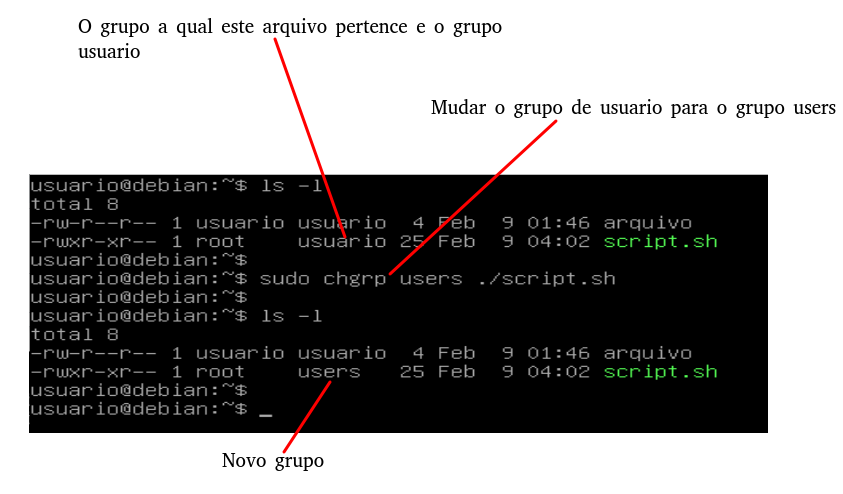 O grupo a qual este arquivo pertence e o grupo
usuario
Mudar o grupo de usuario para o grupo users
usuario@debian:~$ ls -l
total 8
-rw-r--r-- 1 usuario usuario  4 Feb  9 01:46 arquivo
-rwxr-xr-- 1 root    usuario 25 Feb  9 04:02 script.sh
usuario@debian:~$
usuario@debian:~$ sudo chgrp users ./script.sh
usuario@debian:~$
usuario@debian:~$ ls -l
total 8
-rw-r--r-- 1 usuario usuario  4 Feb  9 01:46 arquivo
-rwxr-xr-- 1 root    users   25 Feb  9 04:02 script.sh
usuario@debian:~$
usuario@debian:~$ _
Novo grupo